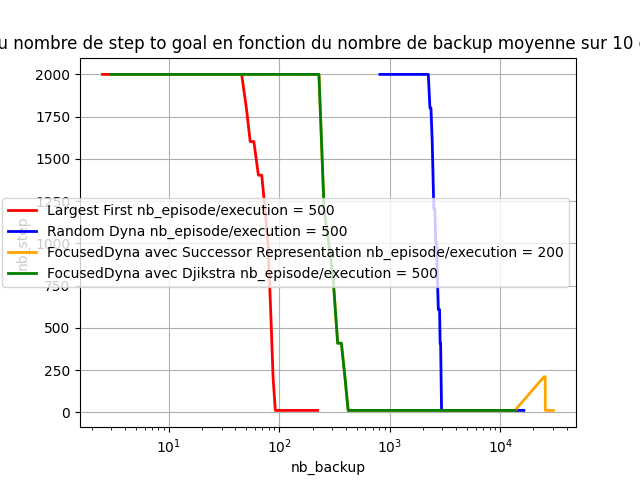 u nombre de step to goal en fonction du nombre de backup moyenne sur 10
2000
1750
1500
1250
1000
750
500
250
0
nb_step
Largest First nb_episode/execution = 500
Random Dyna nb_episode/execution = 500
FocusedDyna avec Successor Representation nb_episode/execution = 200
FocusedDyna avec Djikstra nb_episode/execution = 500
10¹ 10² 10³ 10⁴
nb_backup